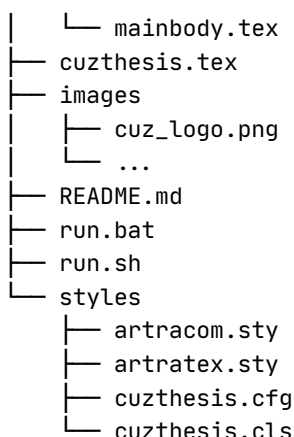 │   └── mainbody.tex
├── cuzthesis.tex
├── images
│   ├── cuz_logo.png
│   └── ...
├── README.md
├── run.bat
├── run.sh
└── styles
    ├── artracom.sty
    ├── artratex.sty
    ├── cuzthesis.cfg
    └── cuzthesis.cls